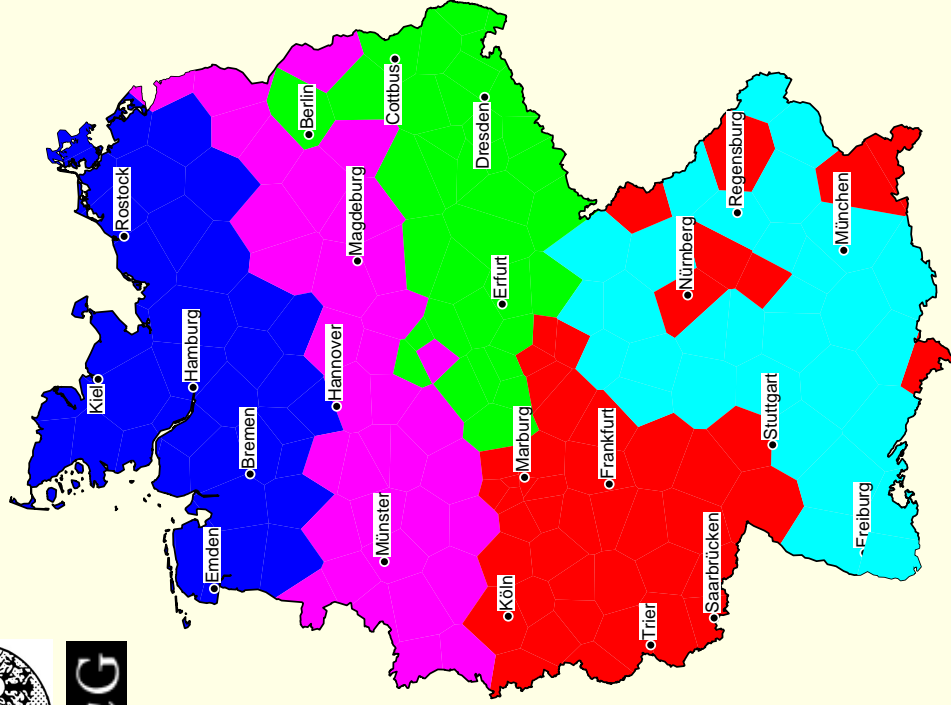 Kiel
Rostock
Hamburg
Emden
Bremen
Berlin
Hannover
Magdeburg
Münster
Cottbus
Dresden
Erfurt
Köln
Marburg
Frankfurt
Trier
Nürnberg
Saarbrücken
Regensburg
Stuttgart
München
Freiburg
G